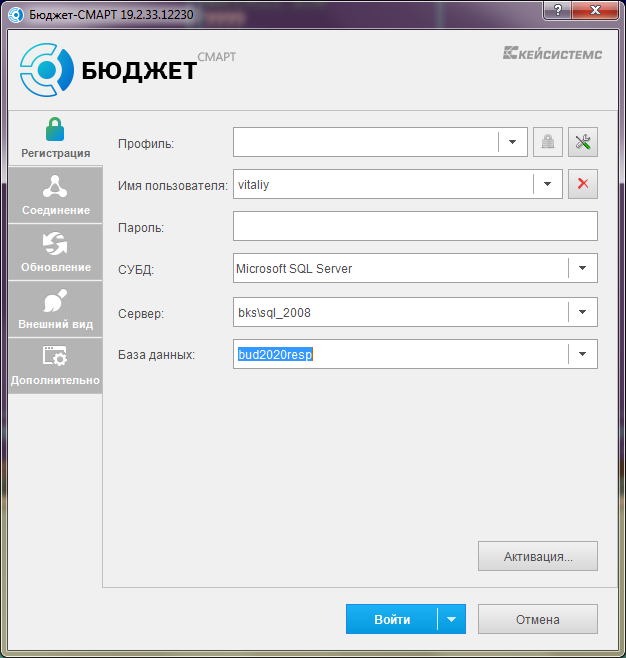 Бюджет-СМАРТ 19.2.33.12230
БЮДЖЕТ СМАРТ
КЕЙСИСТЕМС
Регистрация
Соединение
Обновление
Внешний вид
Дополнительно
Профиль:
Имя пользователя: vitaliy
Пароль:
СУБД: Microsoft SQL Server
Сервер: bks\sql_2008
База данных: bud2020resp
Активация...
Войти
Отмена